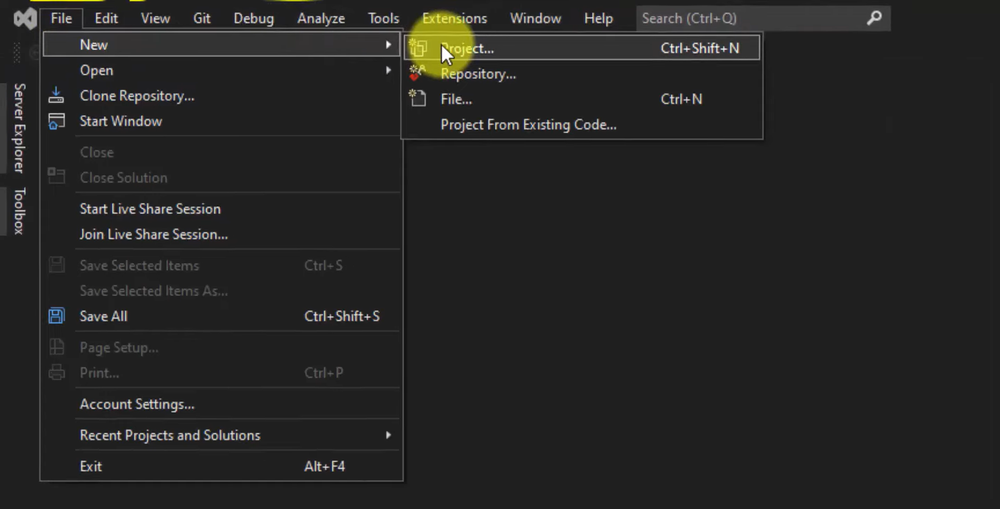 File Edit View Git Debug Analyze Tools Extensions Window Help Search (Ctrl+Q)
New
Open
Clone Repository...
Start Window
Close
Close Solution
Start Live Share Session
Join Live Share Session...
Save Selected Items Ctrl+S
Save Selected Items As...
Save All Ctrl+Shift+S
Page Setup...
Print... Ctrl+P
Account Settings...
Recent Projects and Solutions
Exit Alt+F4
Project... Ctrl+Shift+N
Repository...
File... Ctrl+N
Project From Existing Code...
Server Explorer
Toolbox